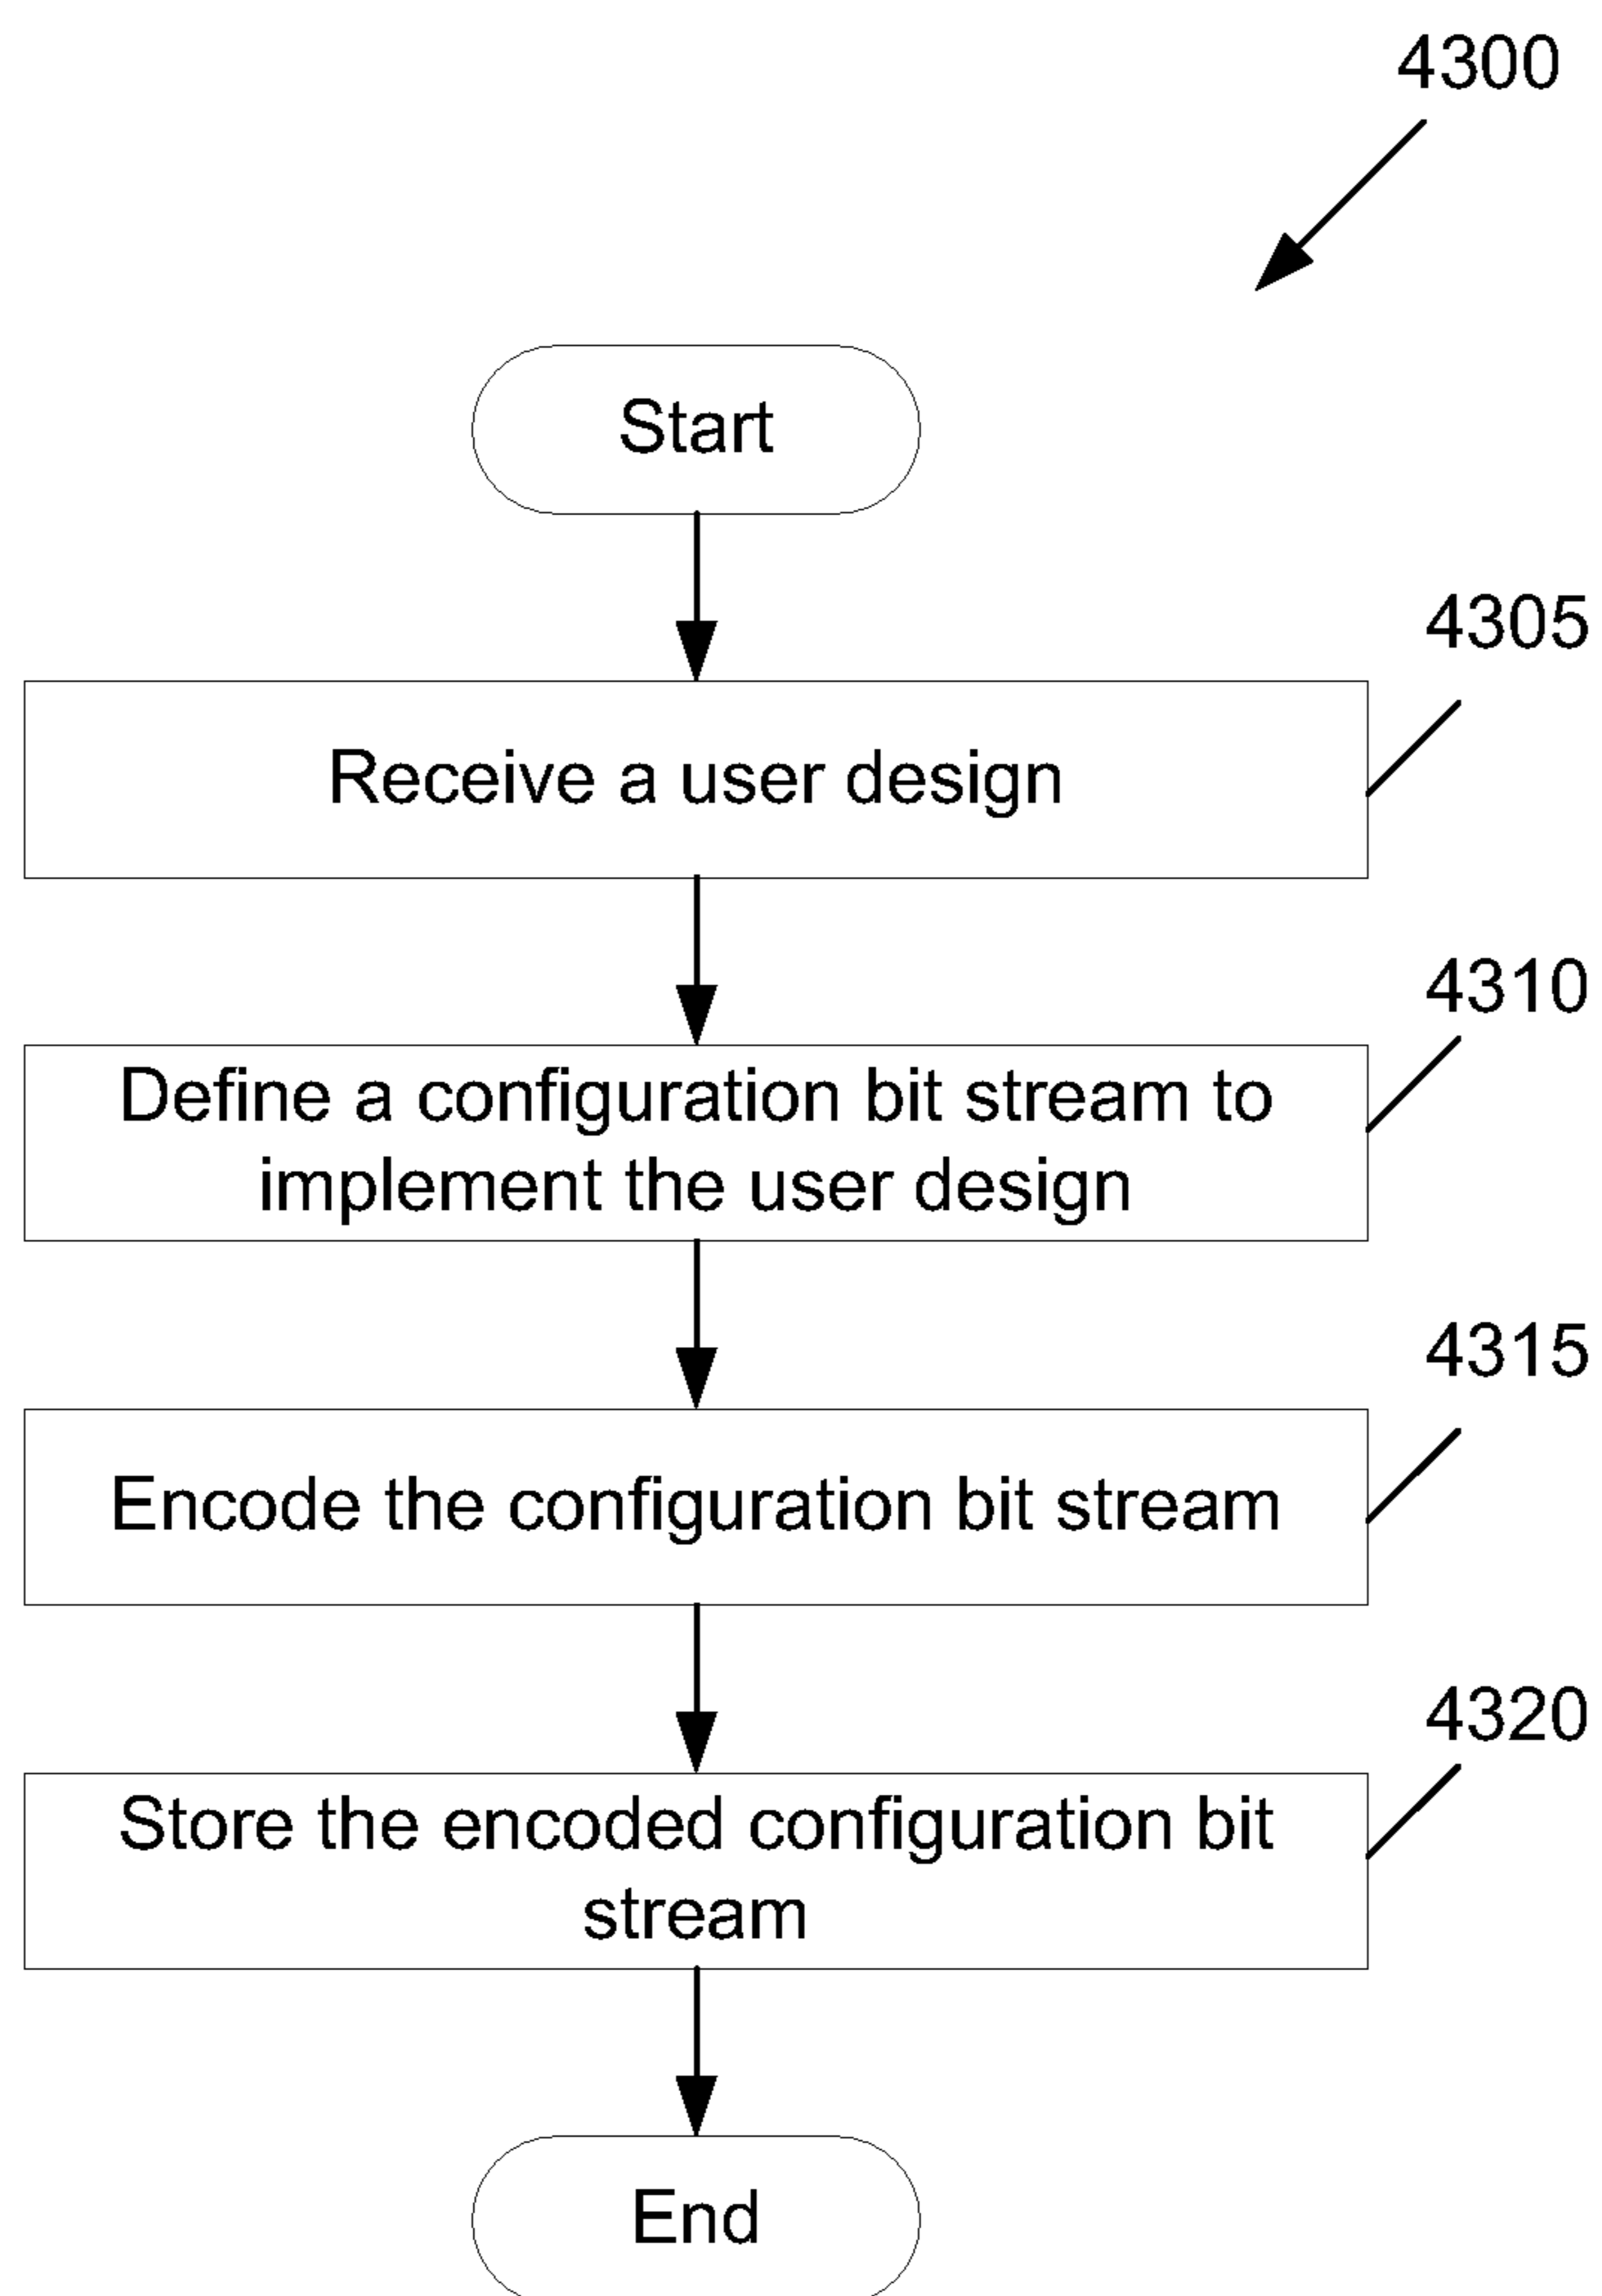 4300
Start
4305
Receive a user design
4310
Define a configuration bit stream to
implement the user design
4315
Encode the configuration bit stream
4320
Store the encoded configuration bit
stream
End